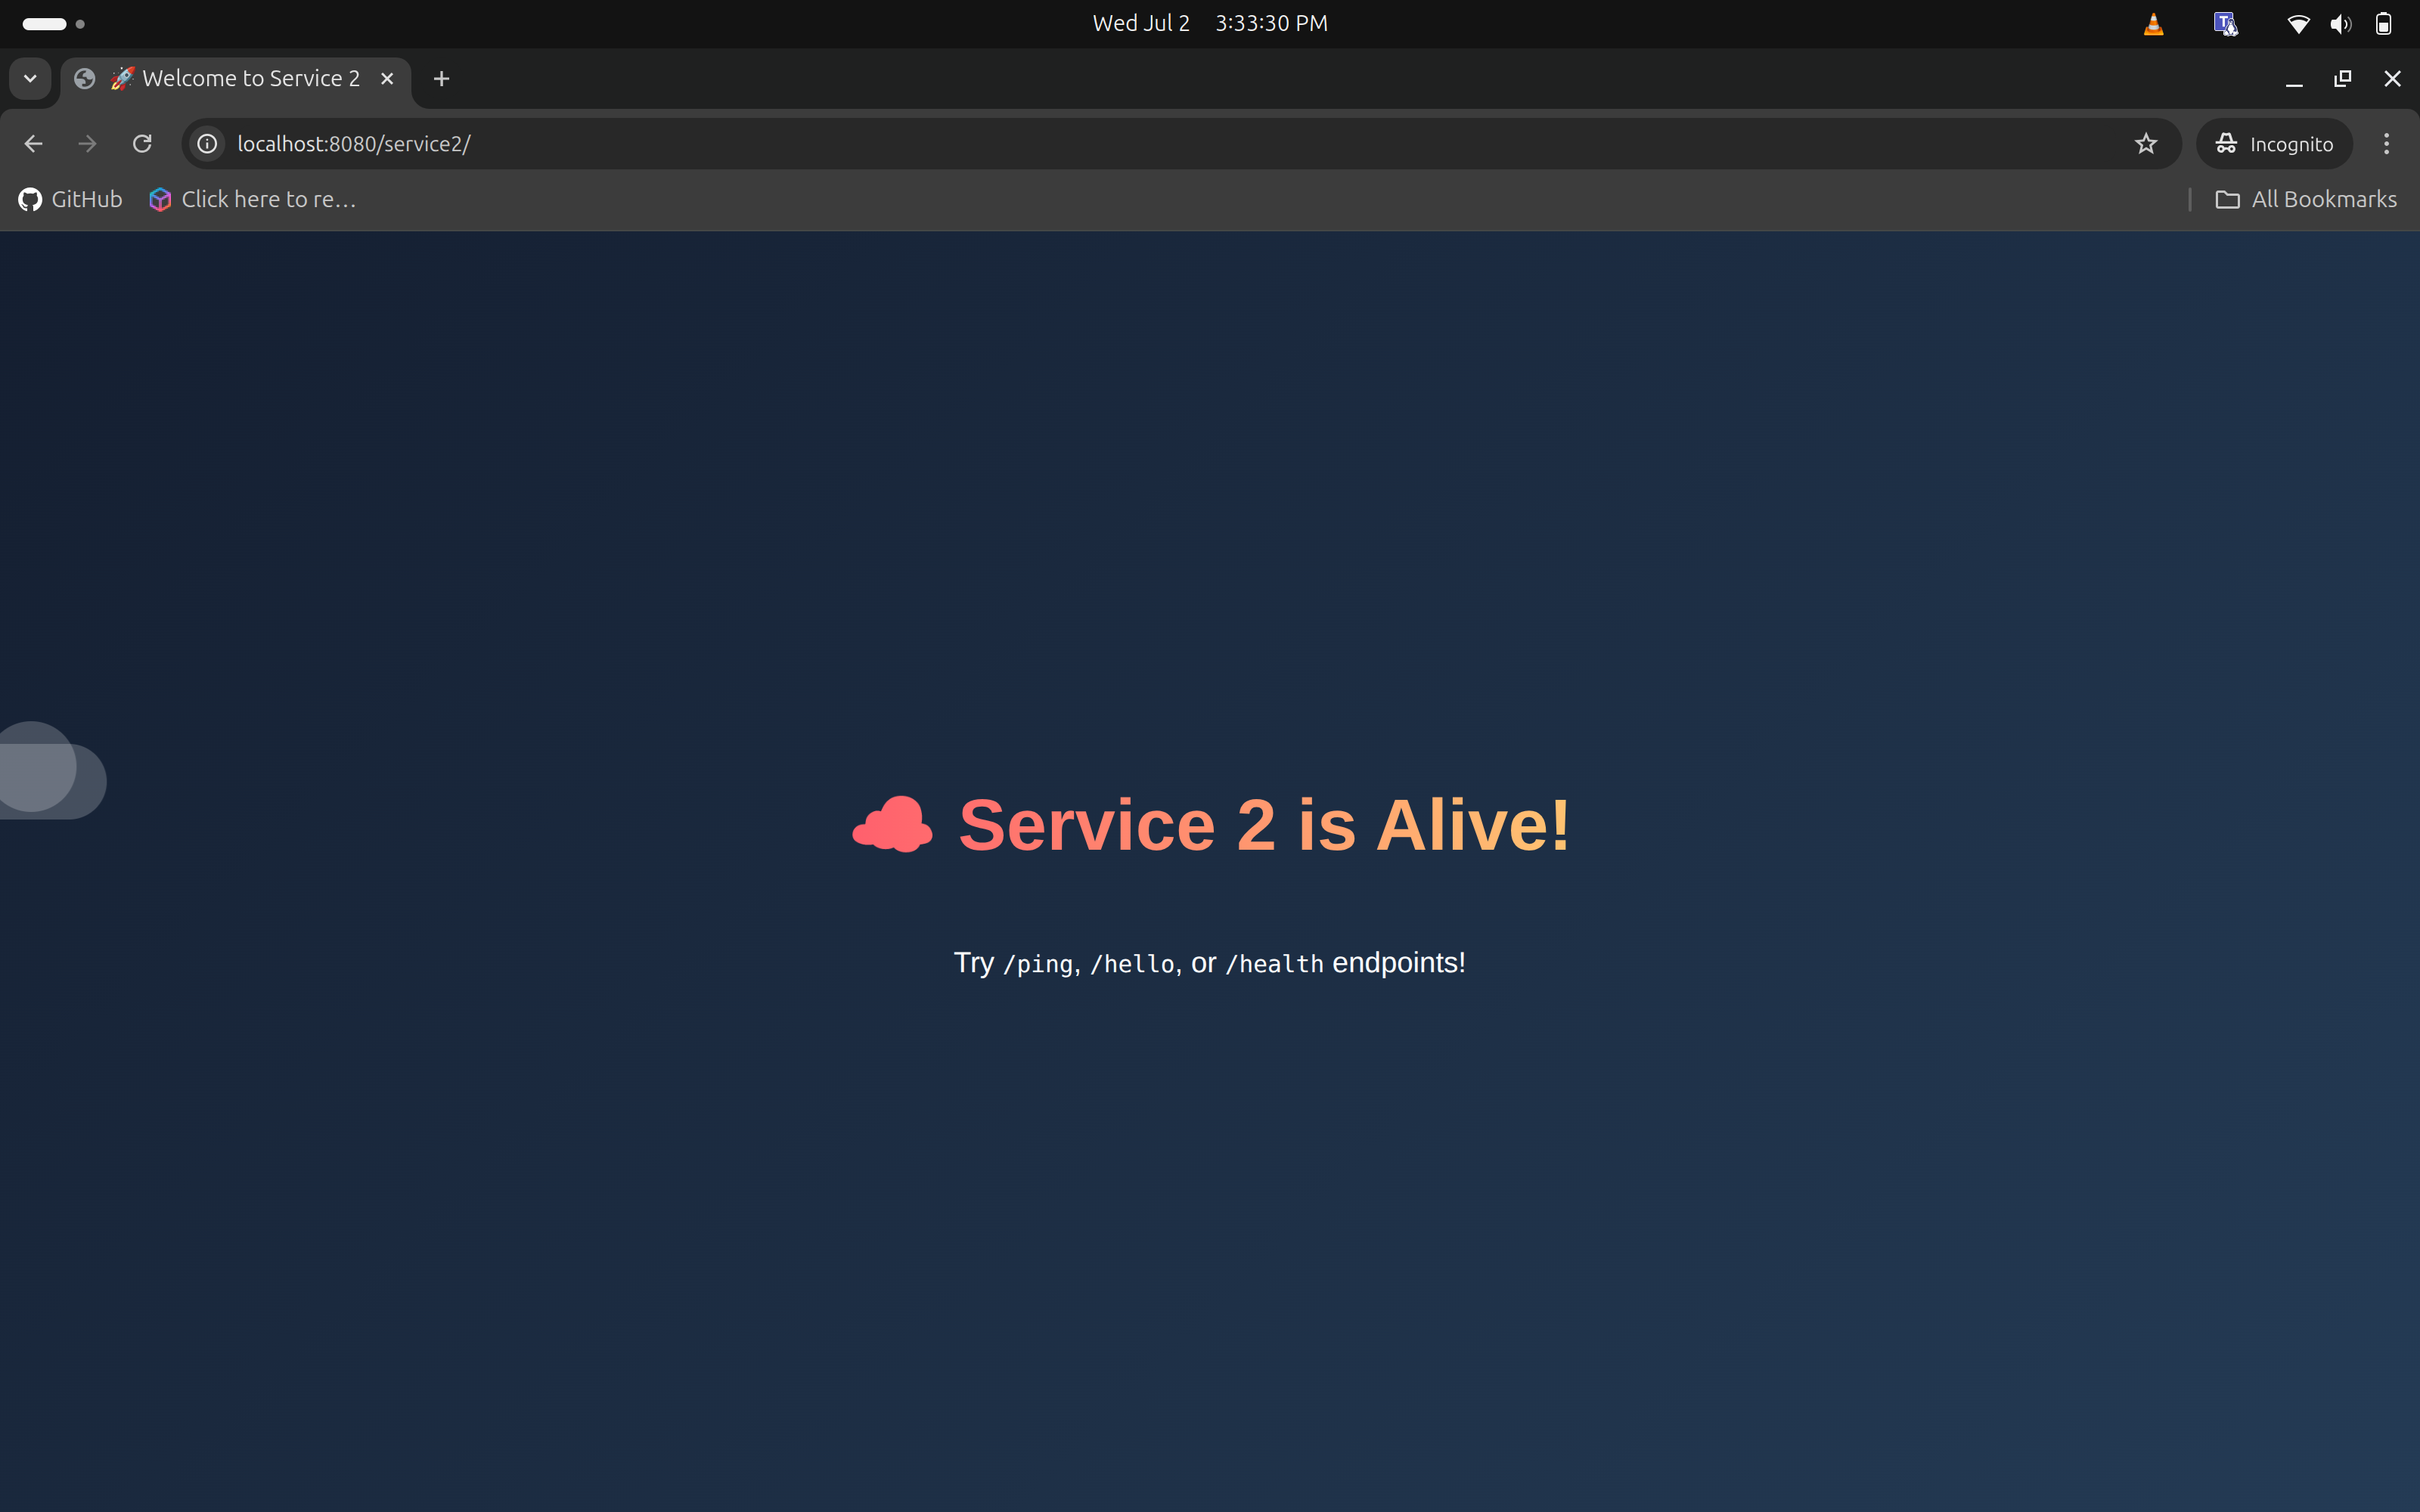 Wed Jul 2 3:33:30 PM
🚀 Welcome to Service 2
localhost:8080/service2/
Incognito
GitHub
Click here to re…
All Bookmarks
Service 2 is Alive!
Try /ping, /hello, or /health endpoints!